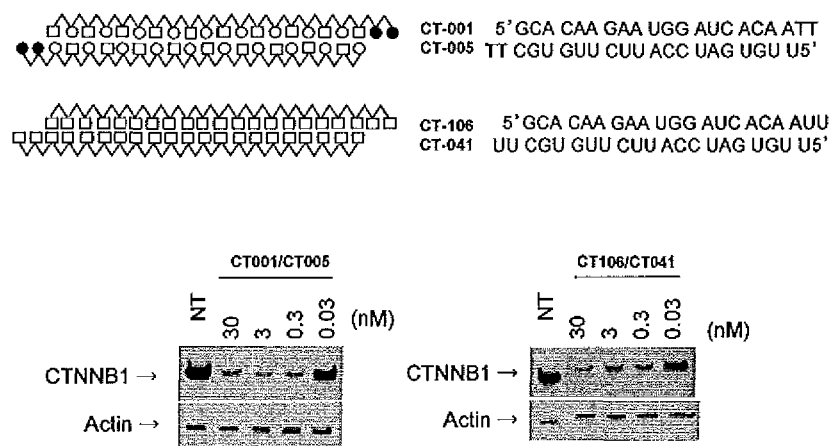 CT-001 5'GCA CAA GAA UGG AUC ACA ATT
CT-005 TT CGU GUU CUU ACC UAG UGU U5'
CT-106 5'GCA CAA GAA UGG AUC ACA AUU
CT-041 UU CGU GUU CUU ACC UAG UGU U5'
CT001/CT005
NT 30 3 0.3 0.03 (nM)
CTNNB1 →
Actin →
CT106/CT041
NT 30 3 0.3 0.03 (nM)
CTNNB1 →
Actin →